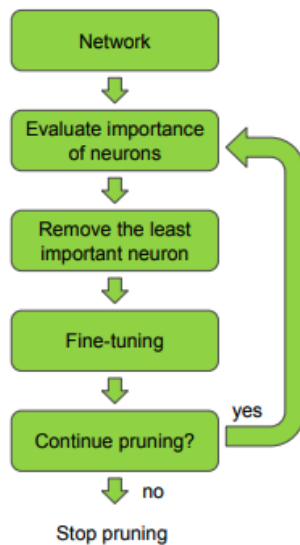 Network
Evaluate importance
of neurons
Remove the least
important neuron
Fine-tuning
yes
Continue pruning?
no
Stop pruning